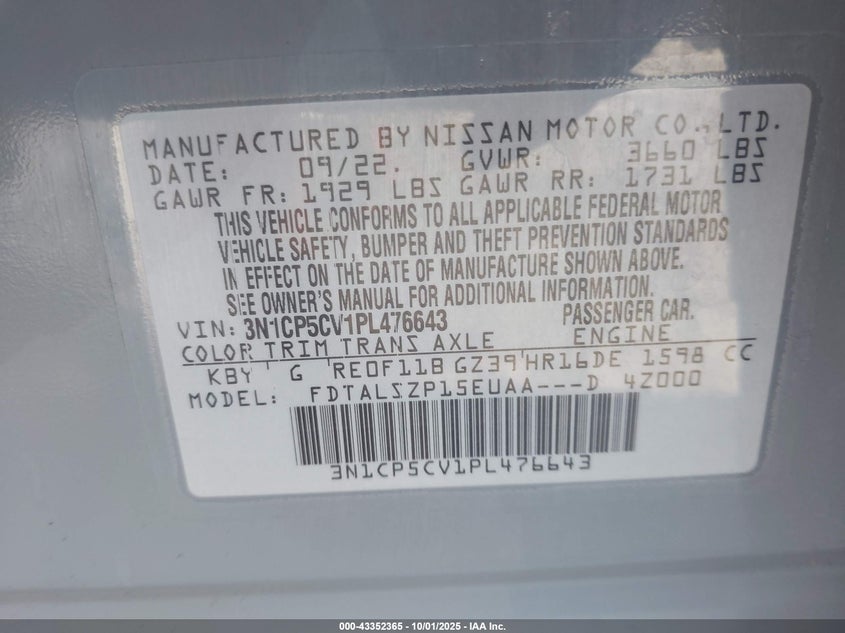 MANUFACTURED BY NISSAN MOTOR CO., LTD.
DATE: 09/22. GVWR: 3660 LBS
GAWR FR: 1929 LBS GAWR RR: 1731 LBS
THIS VEHICLE CONFORMS TO ALL APPLICABLE FEDERAL MOTOR
VEHICLE SAFETY, BUMPER AND THEFT PREVENTION STANDARDS
IN EFFECT ON THE DATE OF MANUFACTURE SHOWN ABOVE.
SEE OWNER'S MANUAL FOR ADDITIONAL INFORMATION.
VIN: 3N1CP5CV1PL476643 PASSENGER CAR.
COLOR TRIM TRANS AXLE ENGINE
KBY G RE0F11B GZ39 HR16DE 1598 CC
MODEL: FDTALSZP15EUAA---D 4Z000
3N1CP5CV1PL476643
000-43352365 - 10/01/2025 - IAA Inc.